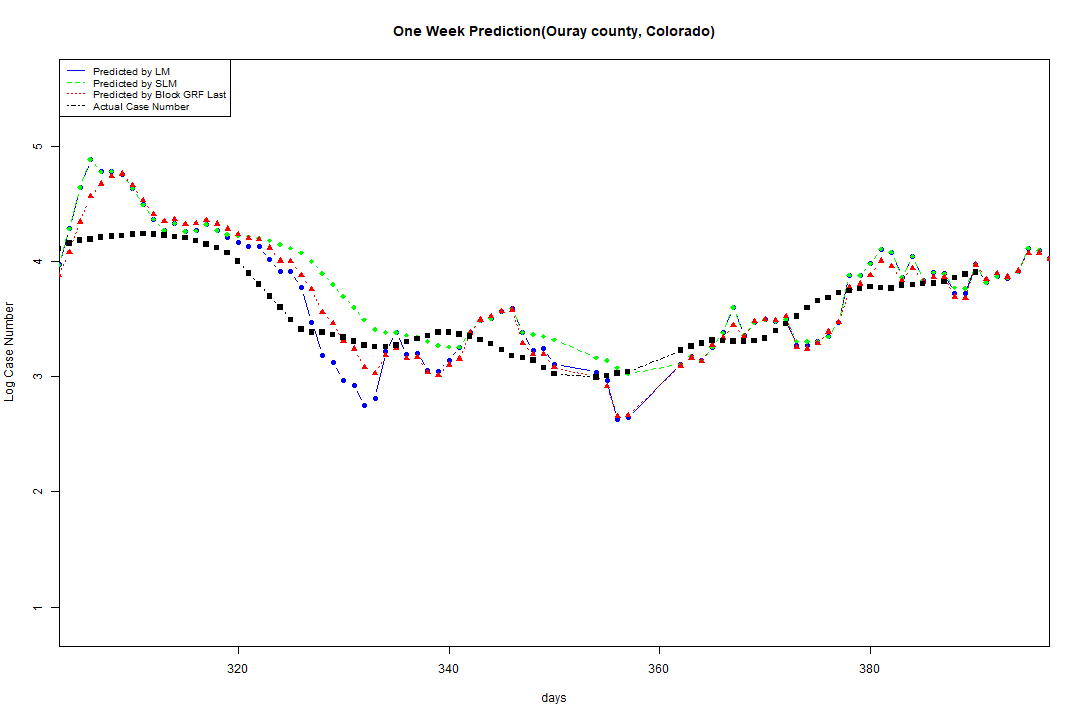 One Week Prediction(Ouray county, Colorado)
Predicted by LM
Predicted by SLM
Predicted by Block GRF Last
Actual Case Number
5
4
3
2
1
Log Case Number
320 340 360 380
days